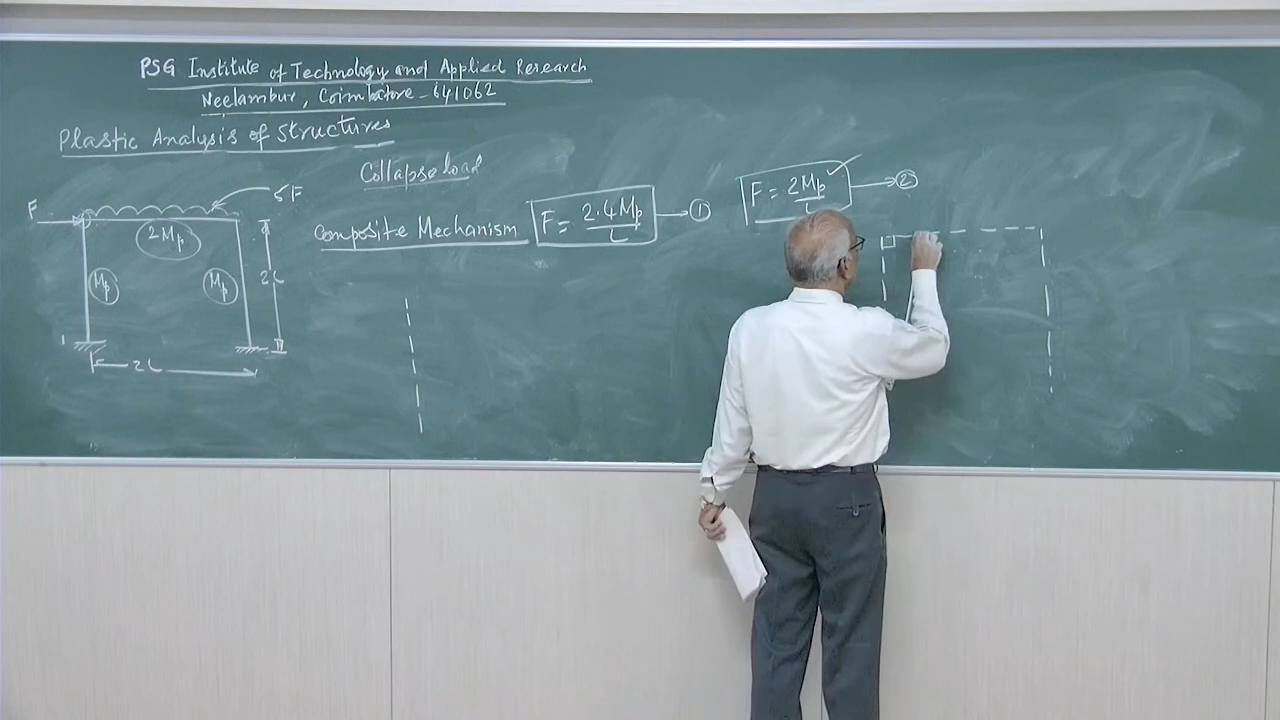 PSG Institute of Technology and Applied Research
Neelambur, Coimbatore - 641062
Plastic Analysis of Structures
Collapse load
F
5F
2Mp
Mp
Mp
2L
1
2L
Composite Mechanism
F = 2.4Mp/L → 1
F = 2Mp/L ✓ → 2